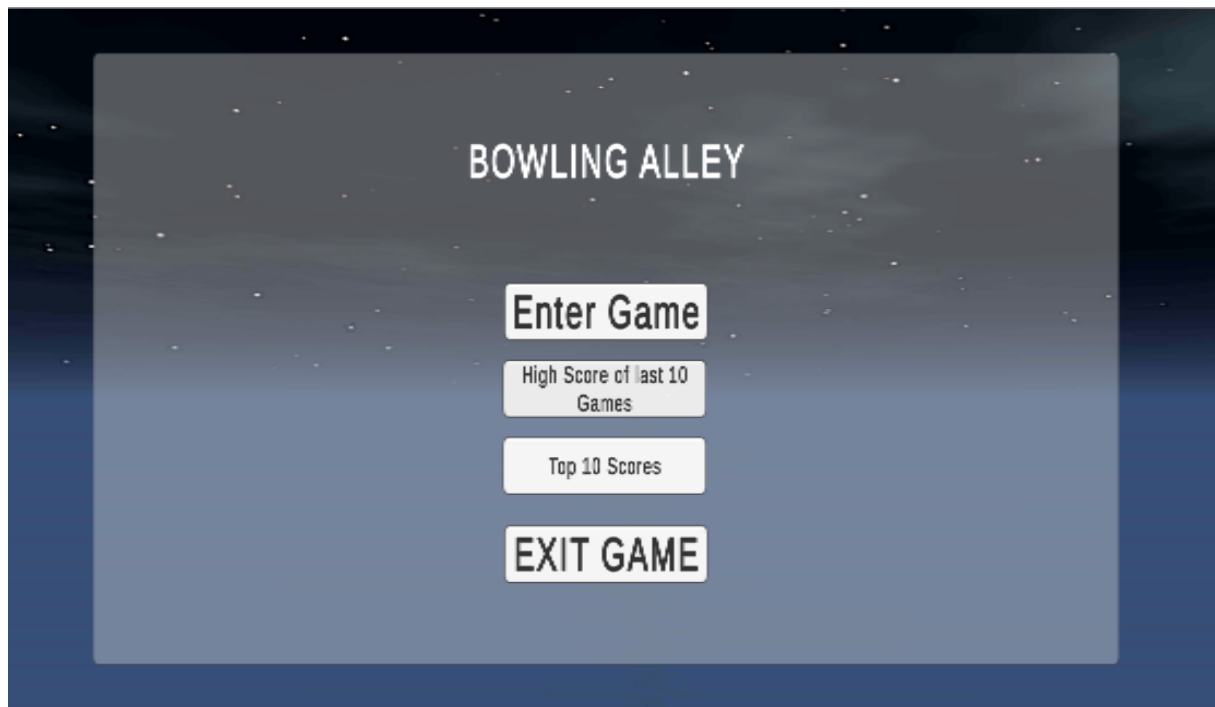 BOWLING ALLEY
Enter Game
High Score of last 10
Games
Top 10 Scores
EXIT GAME